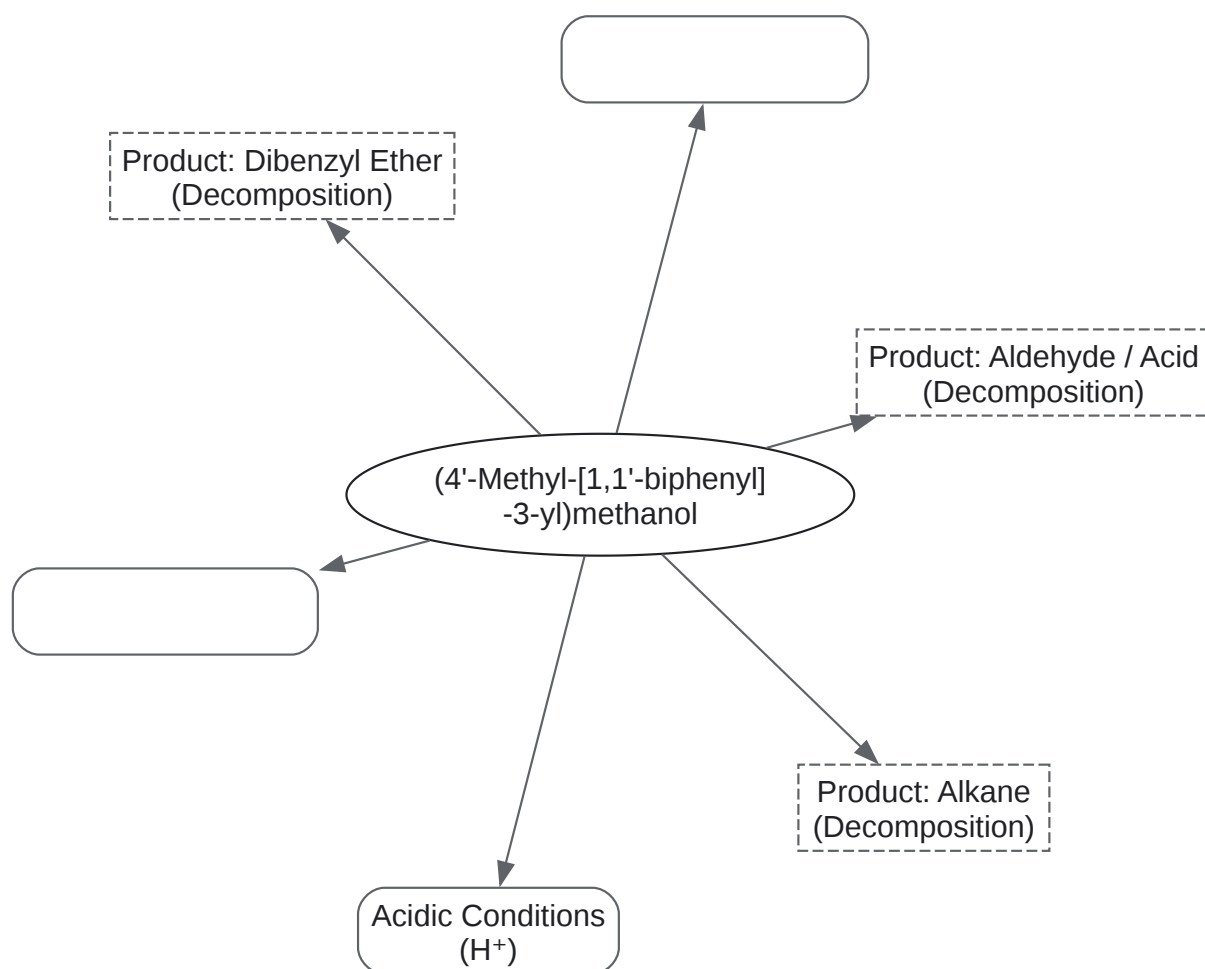 Product: Dibenzyl Ether
(Decomposition)
Product: Aldehyde / Acid
(Decomposition)
(4'-Methyl-[1,1'-biphenyl]
-3-yl)methanol
Product: Alkane
(Decomposition)
Acidic Conditions
(H⁺)